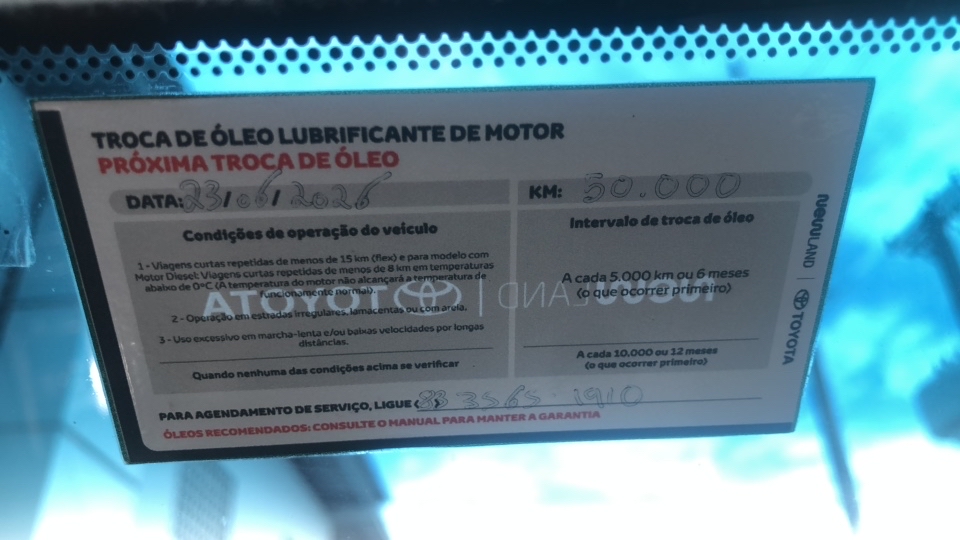 TROCA DE ÓLEO LUBRIFICANTE DE MOTOR
PRÓXIMA TROCA DE ÓLEO
DATA: 23/06/2026
KM: 50.000
Condições de operação do veículo
1 - Viagens curtas repetidas de menos de 15 km (flex) e para modelo com
Motor Diesel: Viagens curtas repetidas de menos de 8 km em temperaturas
abaixo de 0ºC (A temperatura do motor não alcançará a temperatura de
funcionamento normal).
2 - Operação em estradas irregulares, lamacentas ou com areia.
3 - Uso excessivo em marcha-lenta e/ou baixas velocidades por longas
distâncias.
Quando nenhuma das condições acima se verificar
Intervalo de troca de óleo
A cada 5.000 km ou 6 meses
(o que ocorrer primeiro)
A cada 10.000 ou 12 meses
(o que ocorrer primeiro)
PARA AGENDAMENTO DE SERVIÇO, LIGUE (88) 3565-1910
ÓLEOS RECOMENDADOS: CONSULTE O MANUAL PARA MANTER A GARANTIA
LAND | TOYOTA
TOYOTA